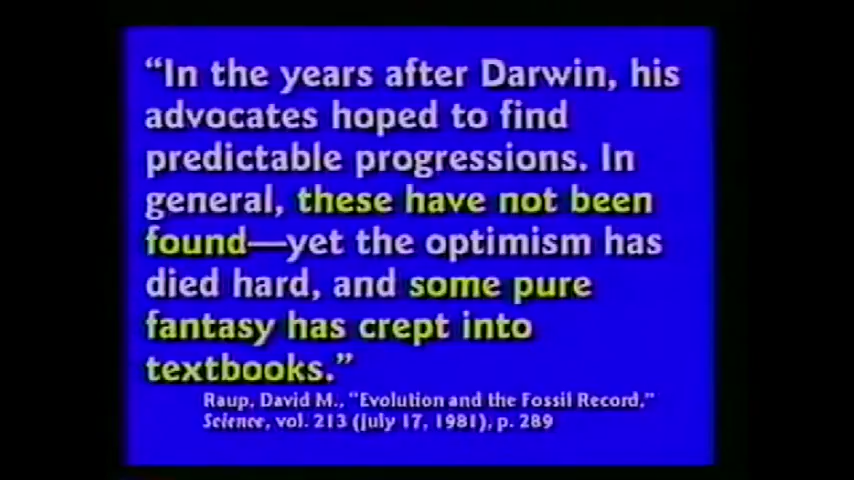 “In the years after Darwin, his
advocates hoped to find
predictable progressions. In
general, these have not been
found—yet the optimism has
died hard, and some pure
fantasy has crept into
textbooks.”
Raup, David M., “Evolution and the Fossil Record,”
Science, vol. 213 (July 17, 1981), p. 289